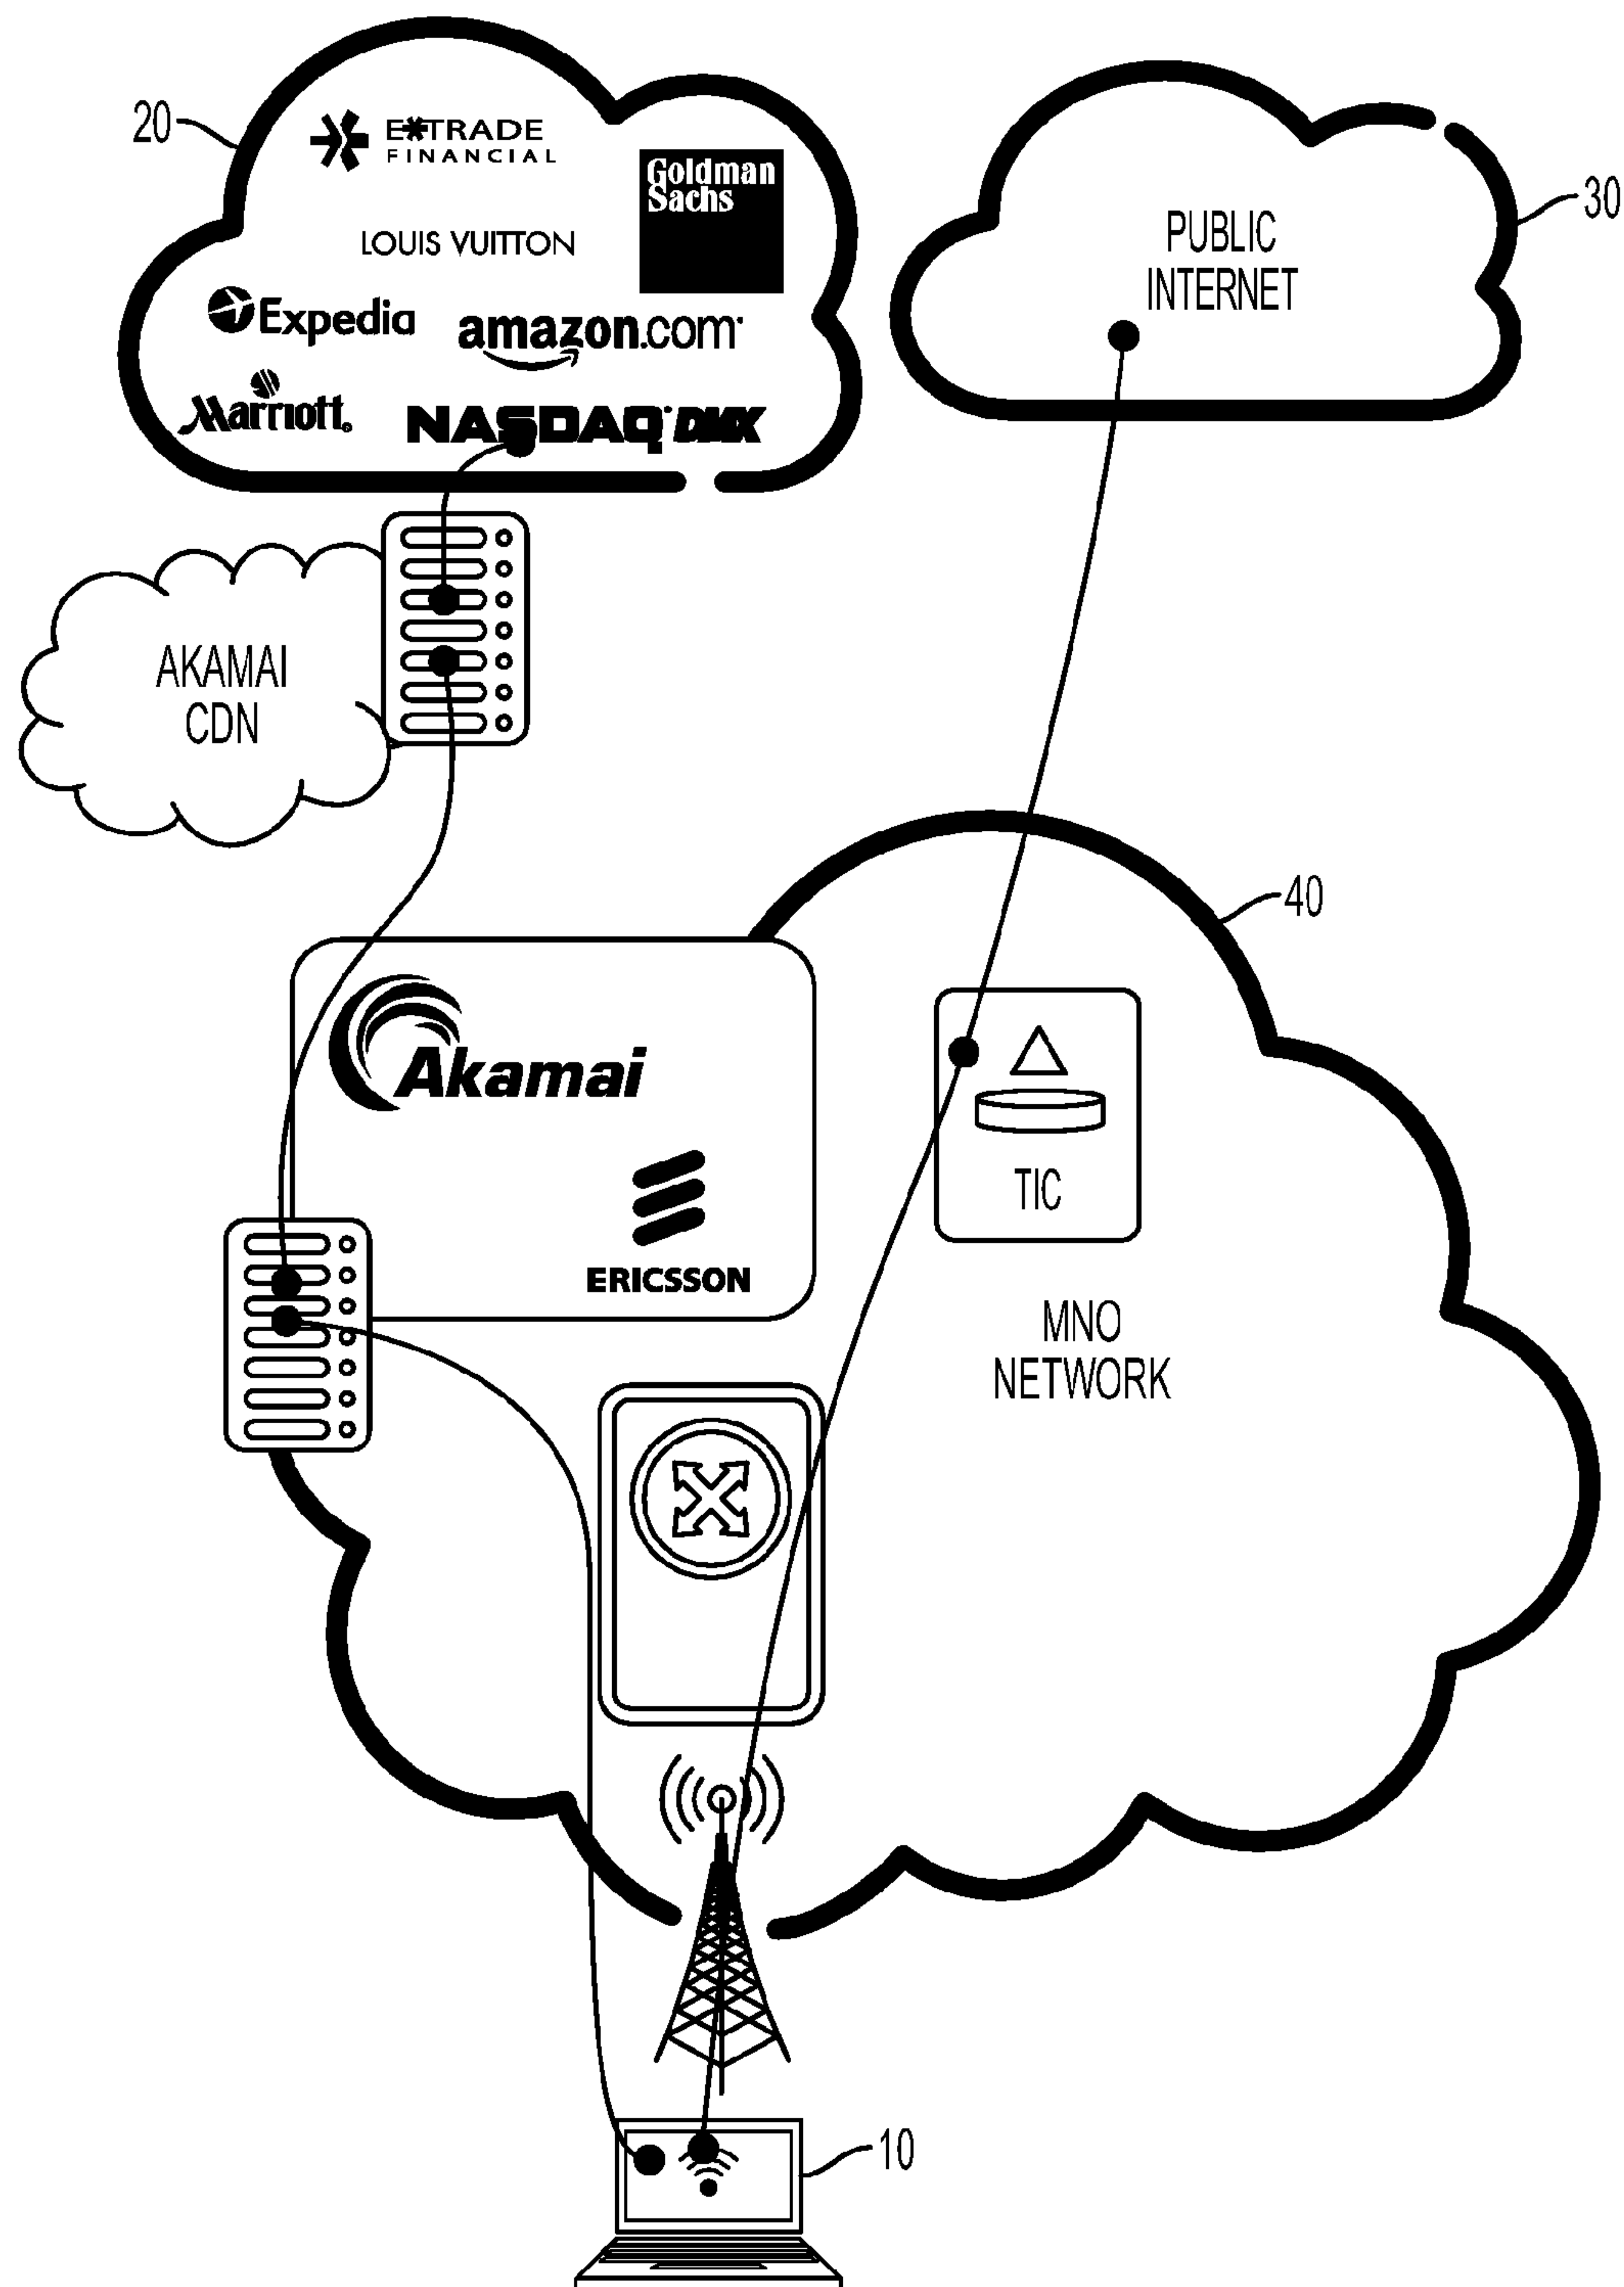 20
E*TRADE
FINANCIAL
Goldman
Sachs
LOUIS VUITTON
Expedia
amazon.com
Marriott
NASDAQ DMX
PUBLIC
INTERNET
30
AKAMAI
CDN
40
Akamai
ERICSSON
TIC
MNO
NETWORK
10